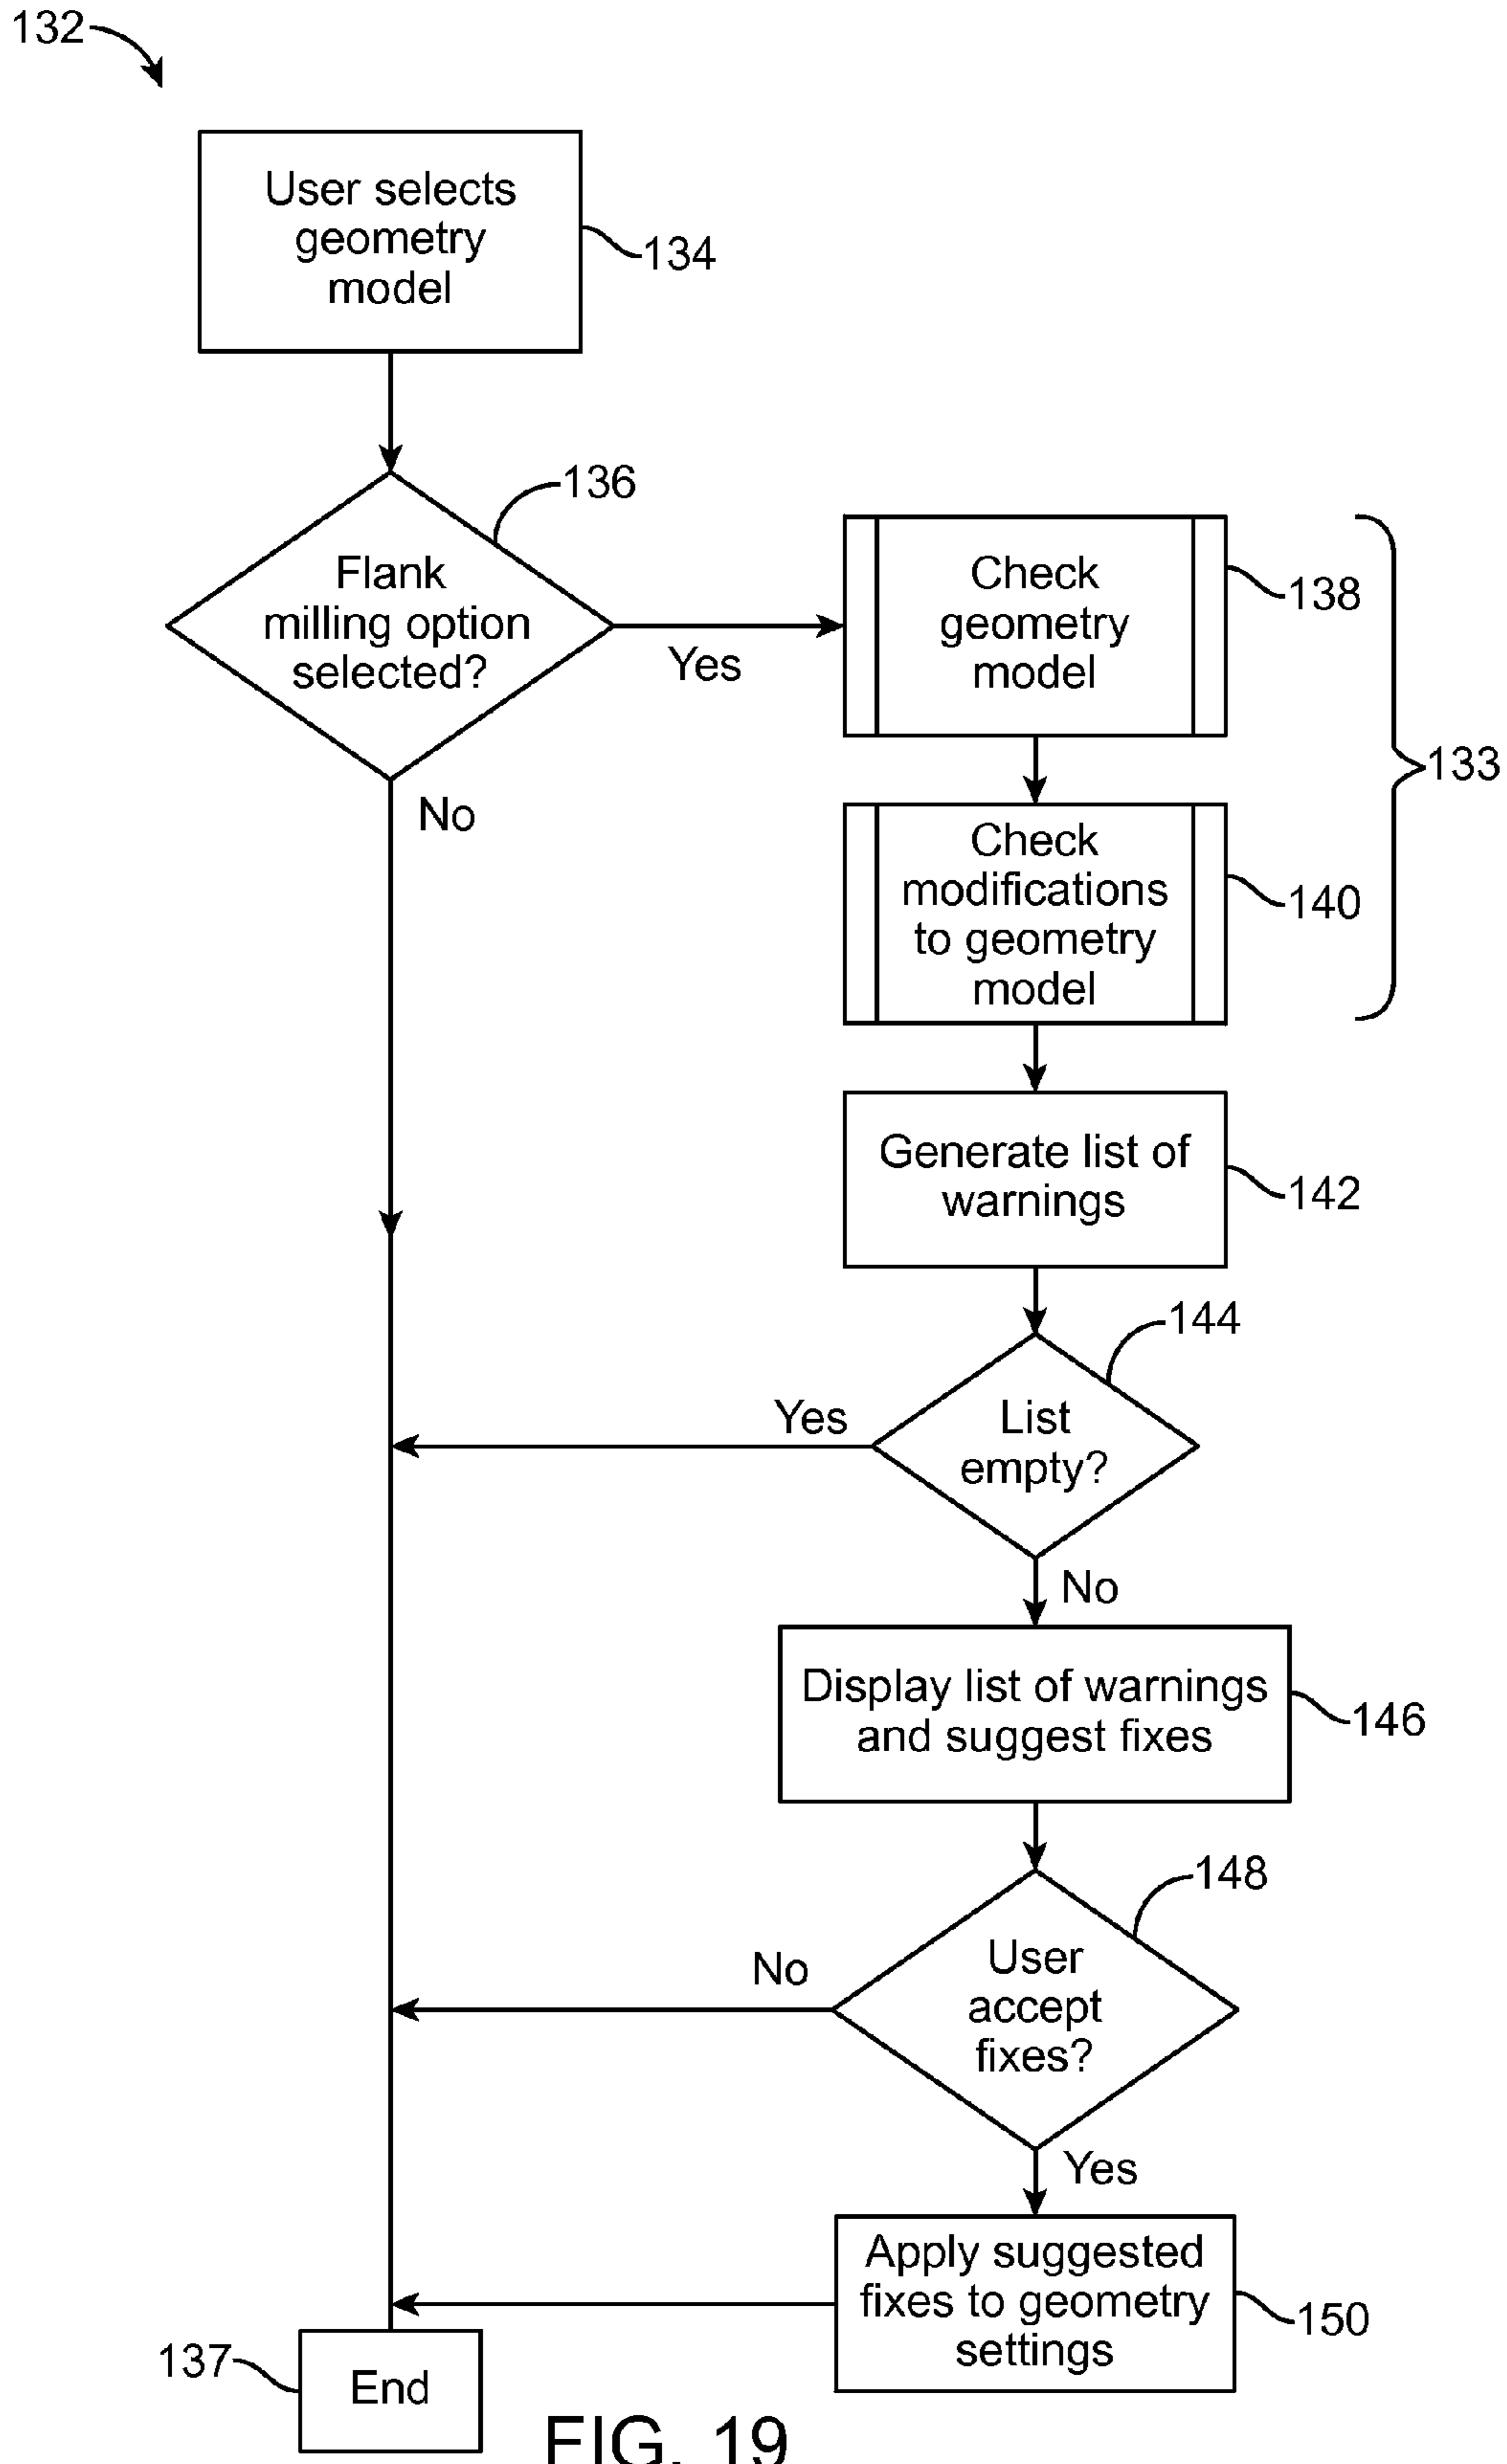 132
User selects
geometry
model
134
136
Flank
milling option
selected?
Yes
No
Check
geometry
model
138
133
Check
modifications
to geometry
model
140
Generate list of
warnings
142
144
List
empty?
Yes
No
Display list of warnings
and suggest fixes
146
148
User
accept
fixes?
No
Yes
Apply suggested
fixes to geometry
settings
150
137
End
FIG. 19